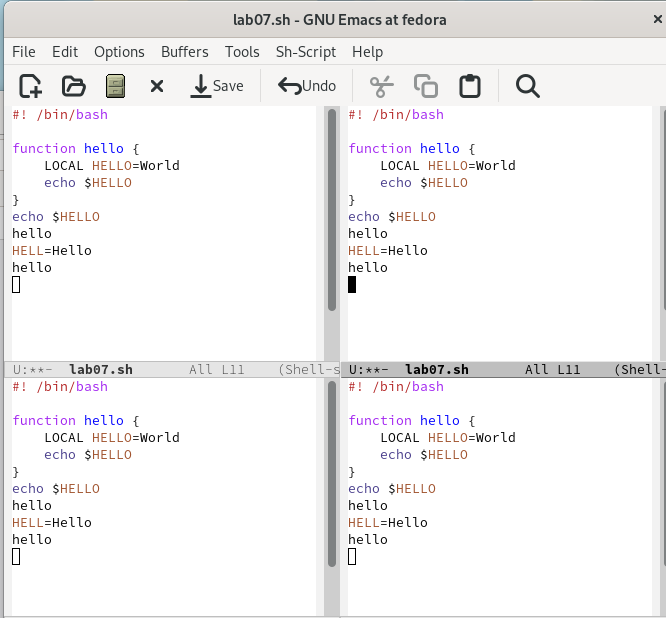 lab07.sh - GNU Emacs at fedora
File Edit Options Buffers Tools Sh-Script Help
Save Undo
#! /bin/bash
function hello {
    LOCAL HELLO=World
    echo $HELLO
}
echo $HELLO
hello
HELL=Hello
hello
U:**- lab07.sh All L11 (Shell-s
#! /bin/bash
function hello {
    LOCAL HELLO=World
    echo $HELLO
}
echo $HELLO
hello
HELL=Hello
hello
U:**- lab07.sh All L11 (Shell-
#! /bin/bash
function hello {
    LOCAL HELLO=World
    echo $HELLO
}
echo $HELLO
hello
HELL=Hello
hello
#! /bin/bash
function hello {
    LOCAL HELLO=World
    echo $HELLO
}
echo $HELLO
hello
HELL=Hello
hello